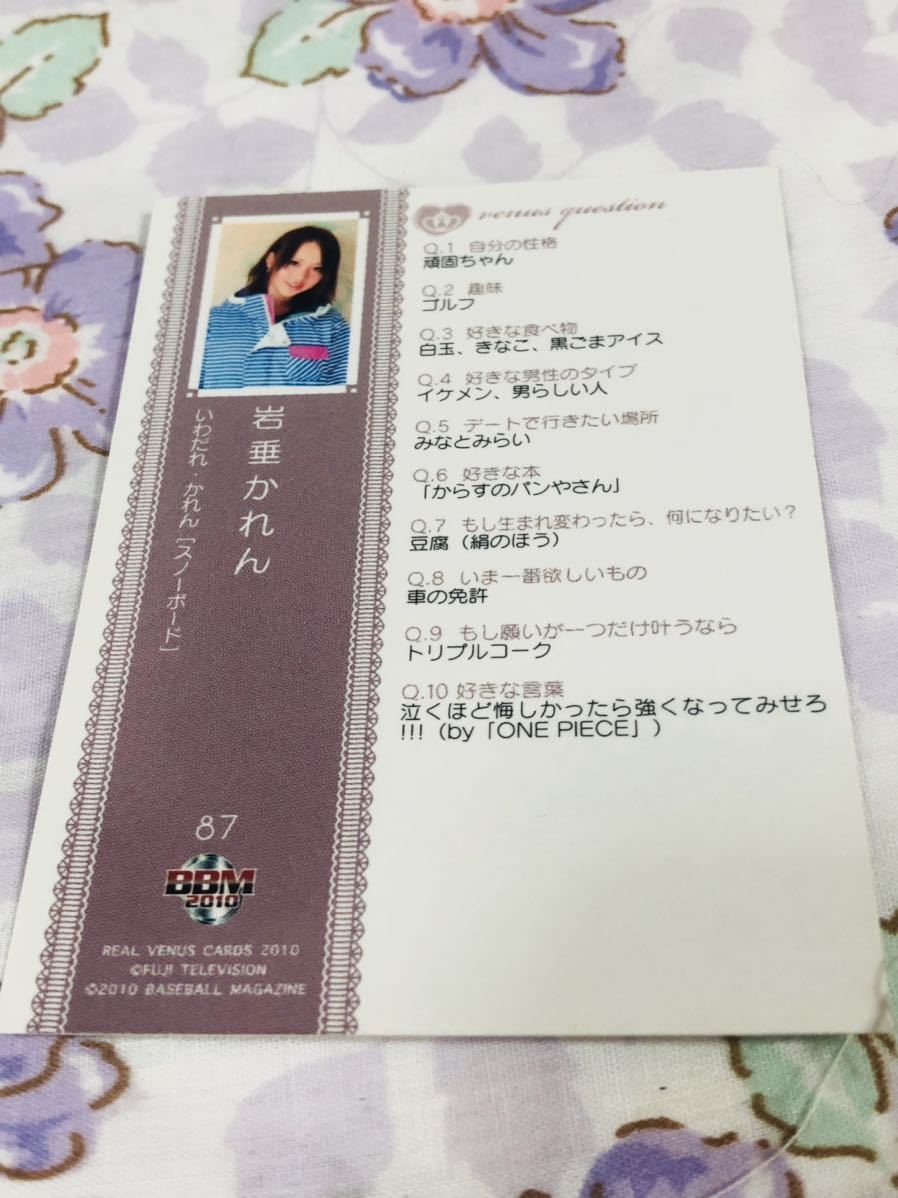 岩垂かれん
いわだれ・かれん［スノーボード］
87
BBM
2010
REAL VENUS CARDS 2010
©FUJI TELEVISION
©2010 BASEBALL MAGAZINE
venus question
Q.1 自分の性格
頑固ちゃん
Q.2 趣味
ゴルフ
Q.3 好きな食べ物
白玉、きなこ、黒ごまアイス
Q.4 好きな男性のタイプ
イケメン、男らしい人
Q.5 デートで行きたい場所
みなとみらい
Q.6 好きな本
「からすのパンやさん」
Q.7 もし生まれ変わったら、何になりたい？
豆腐（絹のほう）
Q.8 いま一番欲しいもの
車の免許
Q.9 もし願いが一つだけ叶うなら
トリプルコーク
Q.10 好きな言葉
泣くほど悔しかったら強くなってみせろ
!!!（by「ONE PIECE」）